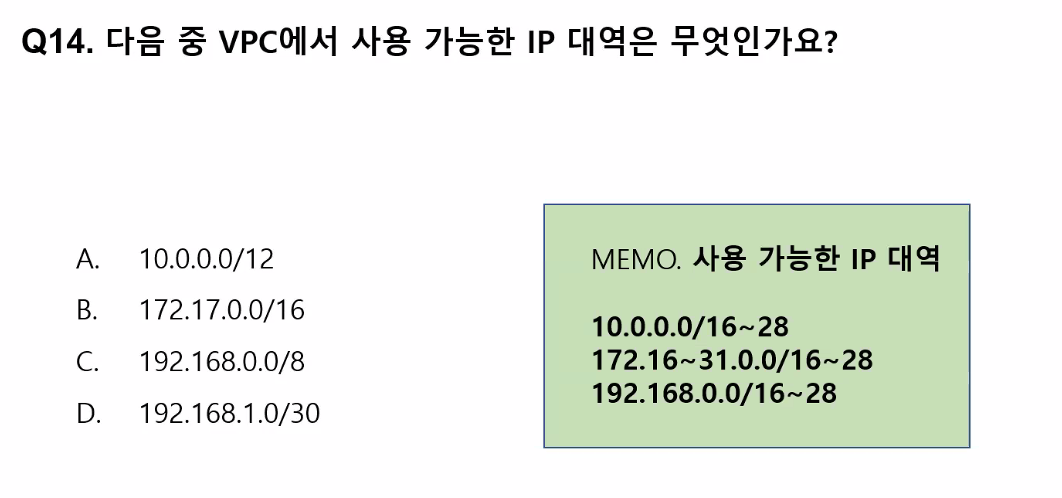 Q14. 다음 중 VPC에서 사용 가능한 IP 대역은 무엇인가요?
A. 10.0.0.0/12
B. 172.17.0.0/16
C. 192.168.0.0/8
D. 192.168.1.0/30
MEMO. 사용 가능한 IP 대역
10.0.0.0/16~28
172.16~31.0.0/16~28
192.168.0.0/16~28